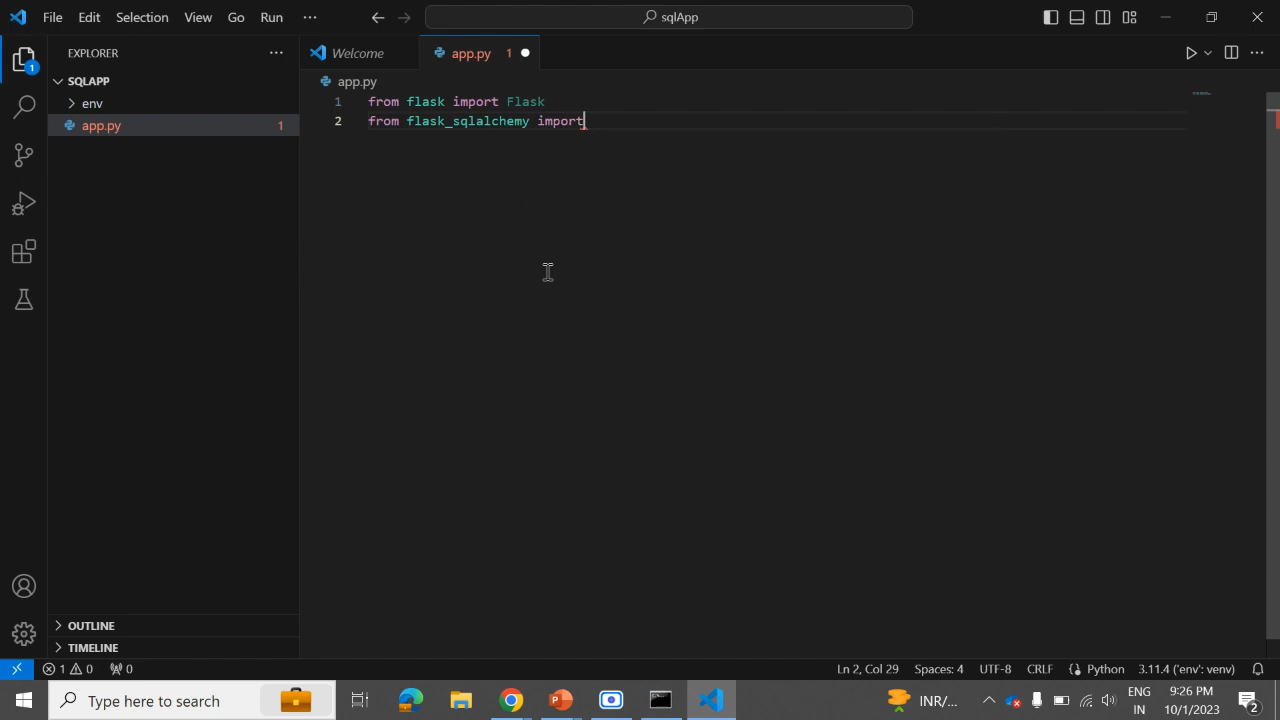 File Edit Selection View Go Run ... sqlApp
EXPLORER ... Welcome app.py 1
SQLAPP app.py
env
app.py 1
1 from flask import Flask
2 from flask_sqlalchemy import
1
OUTLINE
TIMELINE
1 0 0 Ln 2, Col 29 Spaces: 4 UTF-8 CRLF Python 3.11.4 ('env': venv)
Type here to search INR/... ENG IN 9:26 PM 10/1/2023 2